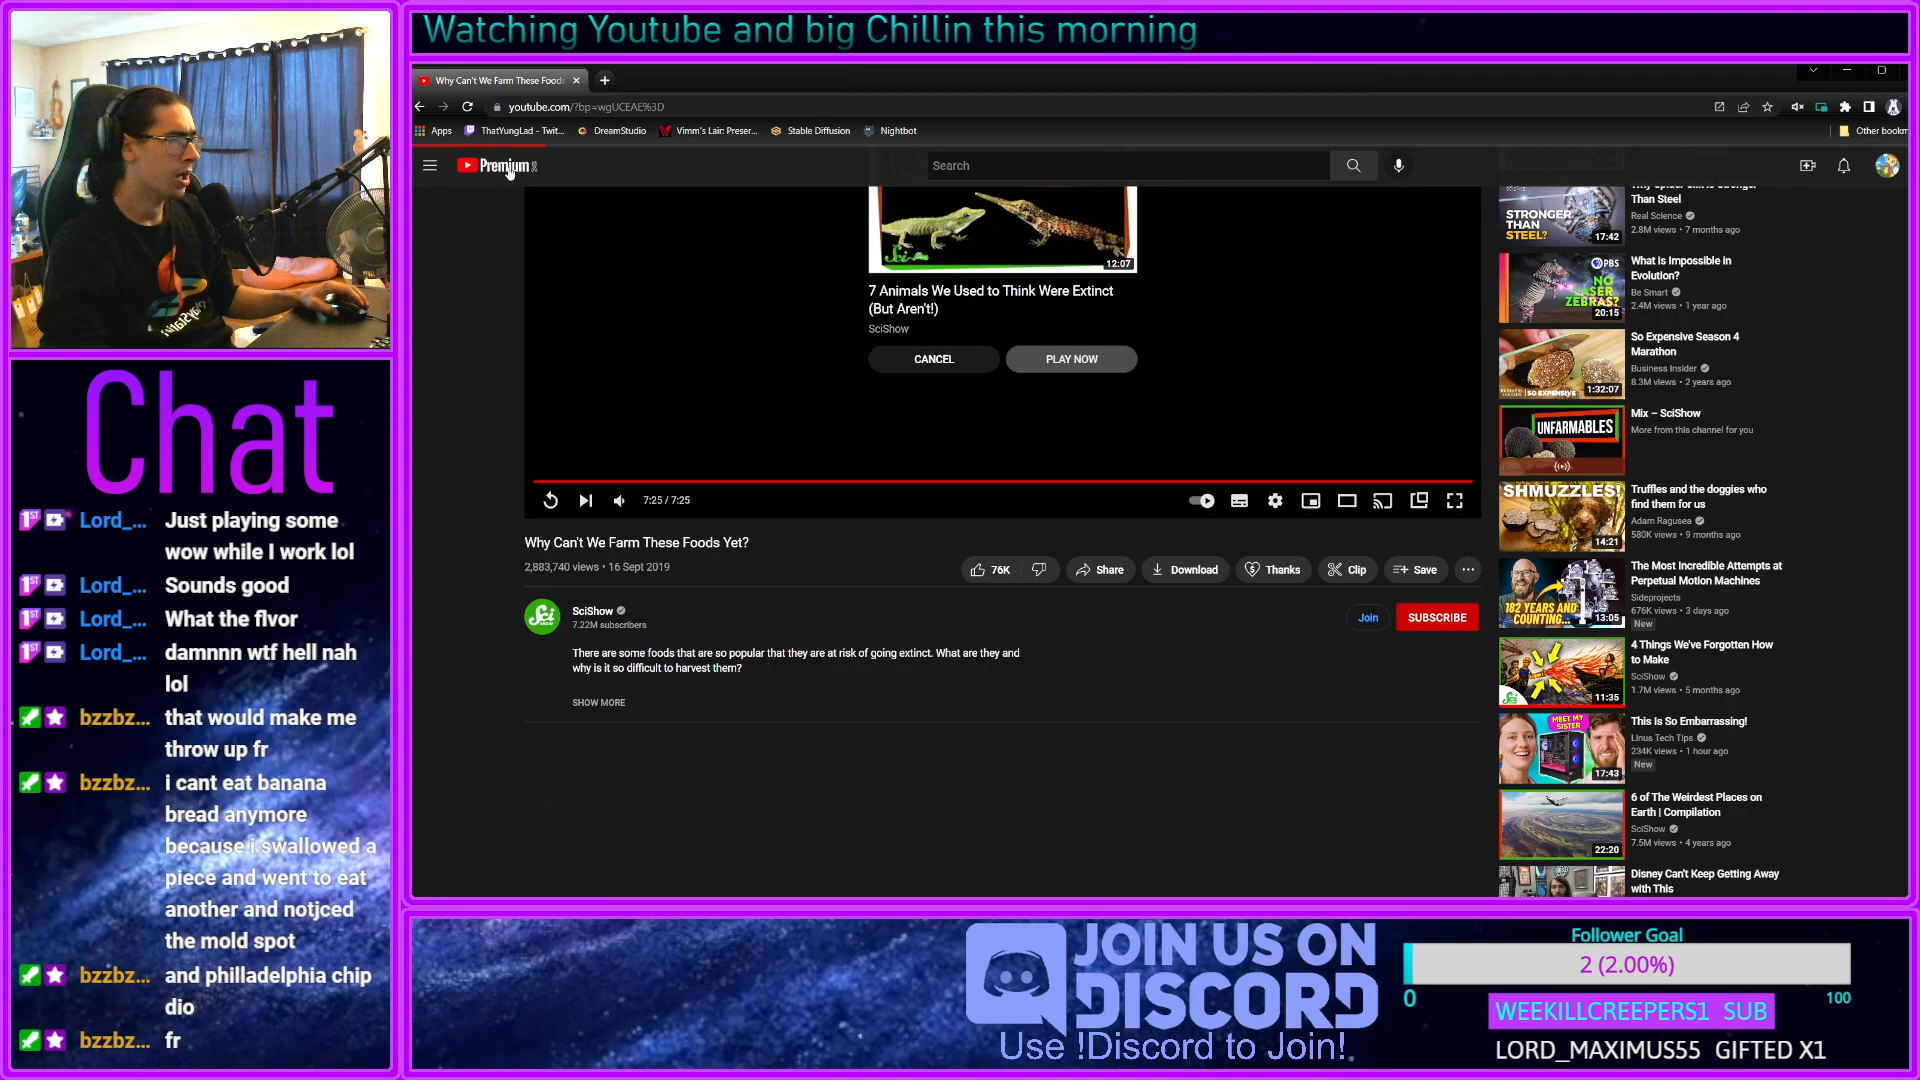 Watching Youtube and big Chillin this morning
Why Can't We Farm These Foods
youtube.com/?bp=wgUCEAE%3D
Apps
ThatYungLad - Twit...
DreamStudio
Vimm's Lair: Preser...
Stable Diffusion
Nightbot
Other bookm
Premium
Search
12:07
7 Animals We Used to Think Were Extinct
(But Aren't!)
SciShow
CANCEL
PLAY NOW
7:25 / 7:25
Why Can't We Farm These Foods Yet?
2,883,740 views • 16 Sept 2019
76K
Share
Download
Thanks
Clip
Save
SciShow
7.22M subscribers
Join
SUBSCRIBE
There are some foods that are so popular that they are at risk of going extinct. What are they and
why is it so difficult to harvest them?
SHOW MORE
STRONGER
THAN
STEEL?
17:42
Than Steel
Real Science
2.8M views • 7 months ago
PBS
NO
LASER
ZEBRAS?
20:15
What Is Impossible in
Evolution?
Be Smart
2.4M views • 1 year ago
SO EXPENSIVE
1:32:07
So Expensive Season 4
Marathon
Business Insider
8.3M views • 2 years ago
UNFARMABLES
Mix – SciShow
More from this channel for you
SHMUZZLES!
14:21
Truffles and the doggies who
find them for us
Adam Ragusea
580K views • 9 months ago
182 YEARS AND
COUNTING...
13:05
The Most Incredible Attempts at
Perpetual Motion Machines
Sideprojects
676K views • 3 days ago
New
11:35
4 Things We've Forgotten How
to Make
SciShow
1.7M views • 5 months ago
MEET MY
SISTER
17:43
This Is So Embarrassing!
Linus Tech Tips
234K views • 1 hour ago
New
22:20
6 of The Weirdest Places on
Earth | Compilation
SciShow
7.5M views • 4 years ago
Disney Can't Keep Getting Away
with This
Chat
Lord_... Just playing some
wow while I work lol
Lord_... Sounds good
Lord_... What the flvor
Lord_... damnnn wtf hell nah
lol
bzzbz... that would make me
throw up fr
bzzbz... i cant eat banana
bread anymore
because i swallowed a
piece and went to eat
another and notjced
the mold spot
bzzbz... and philladelphia chip
dio
bzzbz... fr
JOIN US ON
DISCORD
Use !Discord to Join!
Follower Goal
2 (2.00%)
0
100
WEEKILLCREEPERS1 SUB
LORD_MAXIMUS55 GIFTED X1